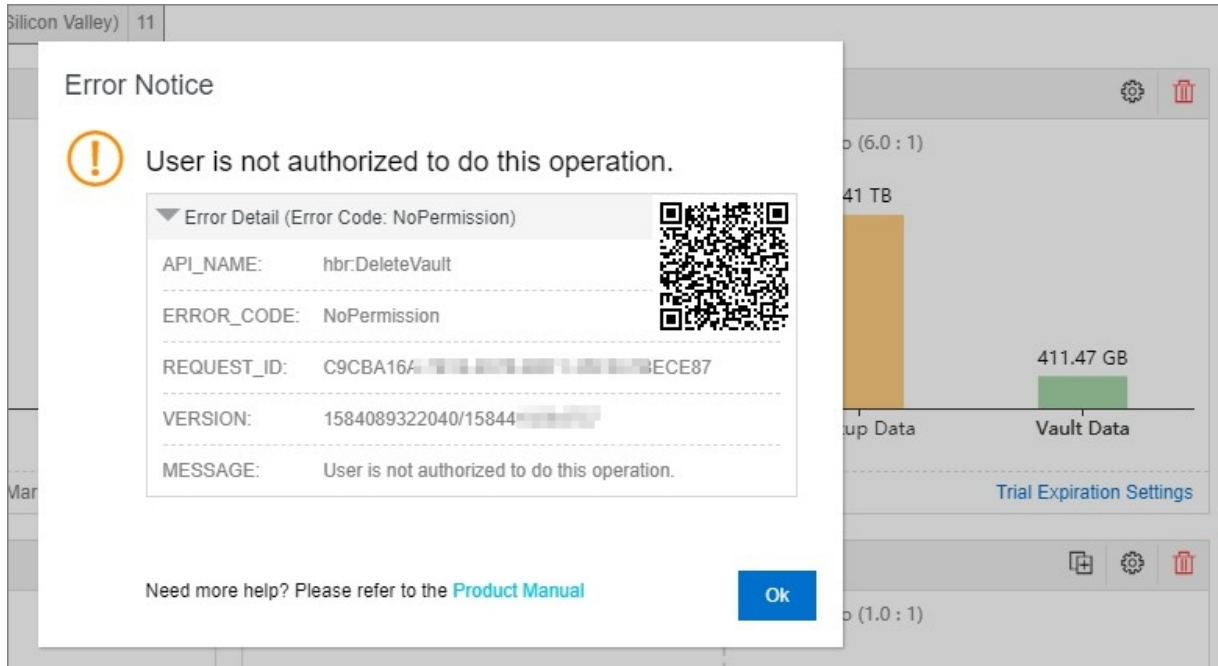 Silicon Valley) 11
Error Notice
User is not authorized to do this operation.
Error Detail (Error Code: NoPermission)
API_NAME: hbr:DeleteVault
ERROR_CODE: NoPermission
REQUEST_ID: C9CBA16A ECE87
VERSION: 1584089322040/15844
MESSAGE: User is not authorized to do this operation.
Need more help? Please refer to the Product Manual
Ok
(6.0 : 1)
41 TB
411.47 GB
up Data
Vault Data
Trial Expiration Settings
(1.0 : 1)